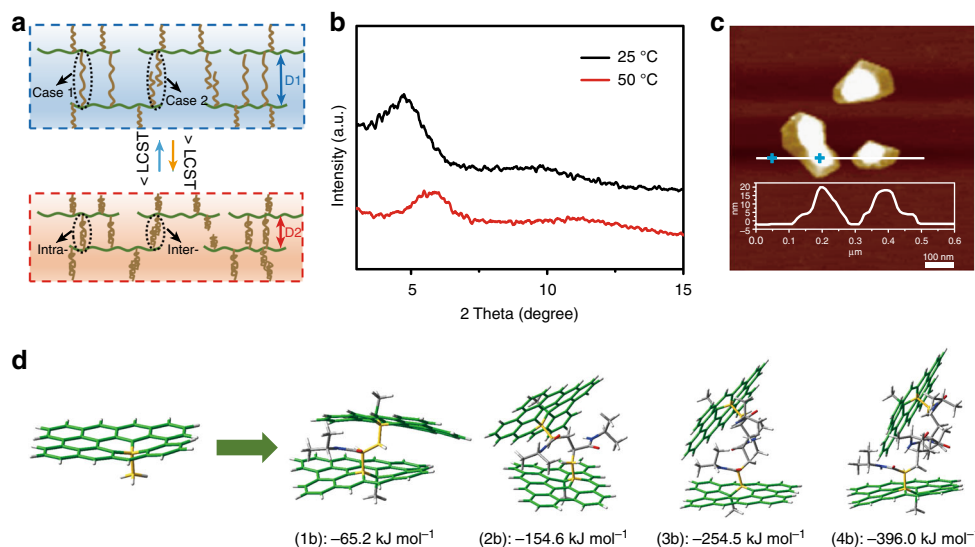 a
Case 1
Case 2
D1
< LCST
> LCST
Intra-
Inter-
D2
b
25 °C
50 °C
Intensity (a.u.)
5
10
15
2 Theta (degree)
c
20
15
10
5
0
−5
nm
0.0
0.1
0.2
0.3
0.4
0.5
0.6
μm
100 nm
d
(1b): −65.2 kJ mol⁻¹
(2b): −154.6 kJ mol⁻¹
(3b): −254.5 kJ mol⁻¹
(4b): −396.0 kJ mol⁻